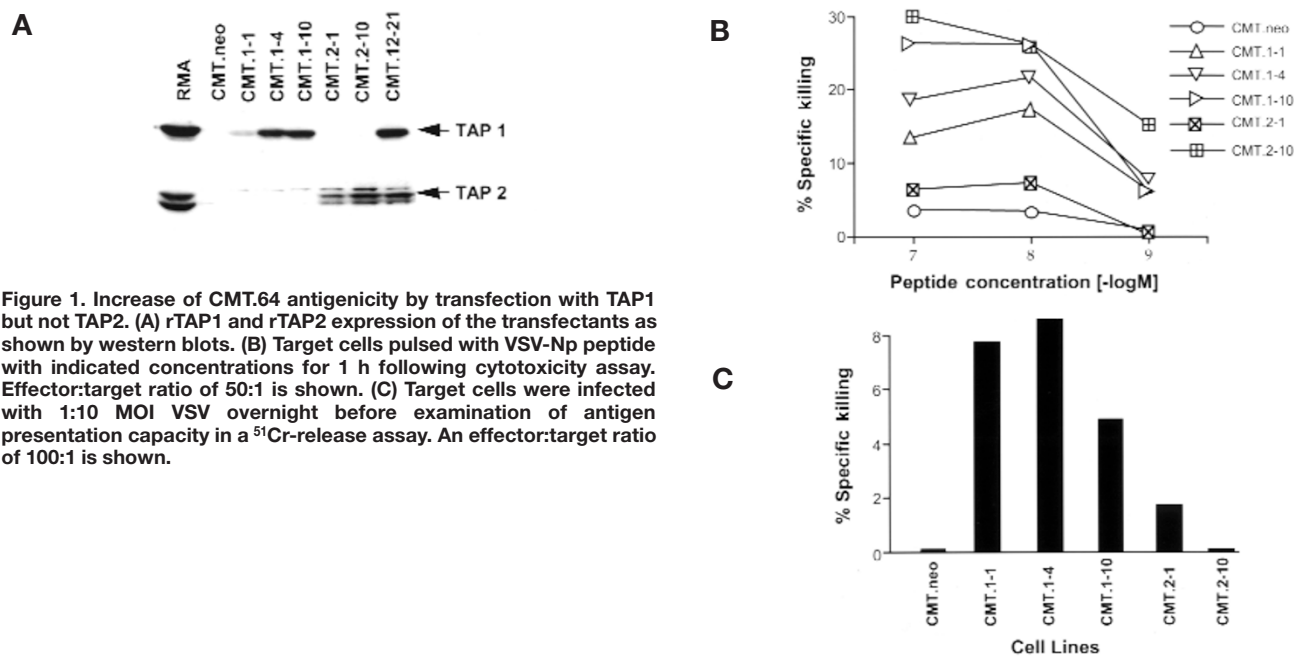 A
RMA
CMT.neo
CMT.1-1
CMT.1-4
CMT.1-10
CMT.2-1
CMT.2-10
CMT.12-21
TAP 1
TAP 2
Figure 1. Increase of CMT.64 antigenicity by transfection with TAP1
but not TAP2. (A) rTAP1 and rTAP2 expression of the transfectants as
shown by western blots. (B) Target cells pulsed with VSV-Np peptide
with indicated concentrations for 1 h following cytotoxicity assay.
Effector:target ratio of 50:1 is shown. (C) Target cells were infected
with 1:10 MOI VSV overnight before examination of antigen
presentation capacity in a ⁵¹Cr-release assay. An effector:target ratio
of 100:1 is shown.
B
% Specific killing
30
20
10
0
7
8
9
Peptide concentration [-logM]
CMT.neo
CMT.1-1
CMT.1-4
CMT.1-10
CMT.2-1
CMT.2-10
C
% Specific killing
8
6
4
2
0
CMT.neo
CMT.1-1
CMT.1-4
CMT.1-10
CMT.2-1
CMT.2-10
Cell Lines